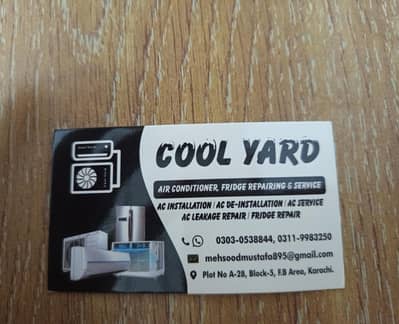 COOL YARD
AIR CONDITIONER, FRIDGE REPAIRING & SERVICE
AC INSTALLATION | AC DE-INSTALLATION | AC SERVICE
AC LEAKAGE REPAIR | FRIDGE REPAIR
0303-0538844, 0311-9983250
mehsoodmustafa895@gmail.com
Plot No A-28, Block-5, F.B Area, Karachi.